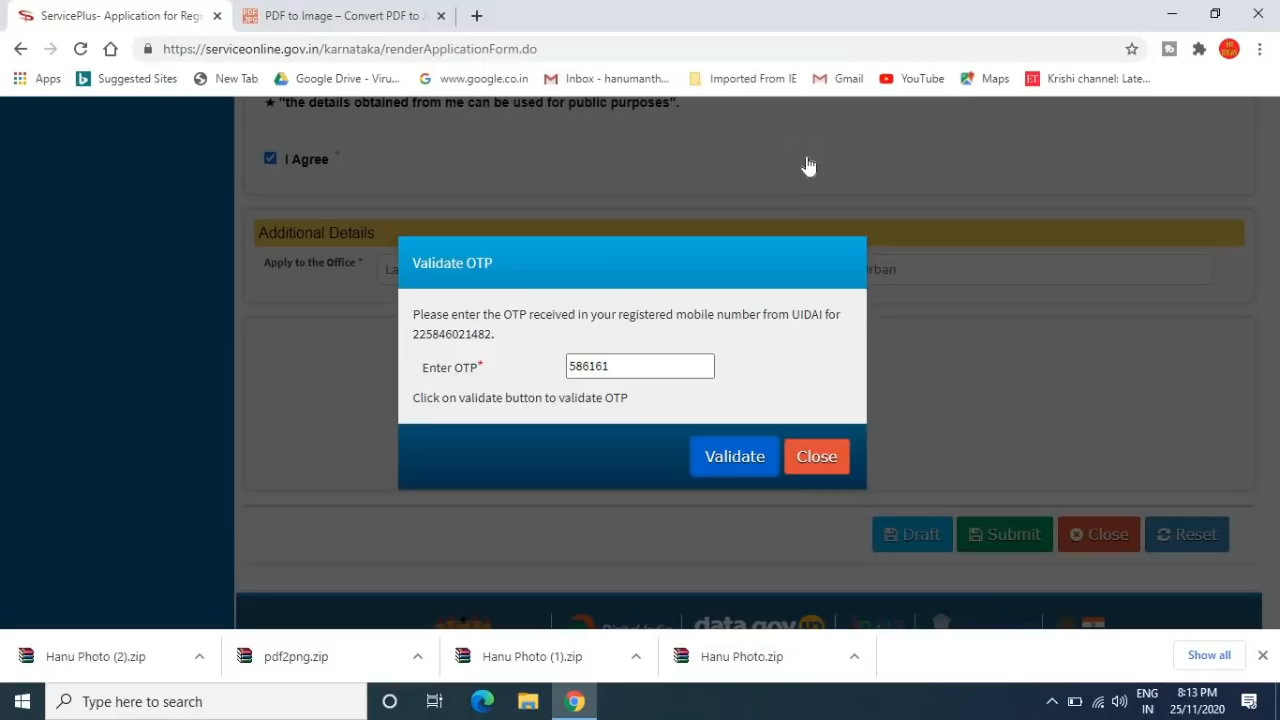 ServicePlus- Application for Reg
PDF to Image – Convert PDF to J
https://serviceonline.gov.in/karnataka/renderApplicationForm.do
Apps
Suggested Sites
New Tab
Google Drive - Viru...
www.google.co.in
Inbox - hanumanth...
Imported From IE
Gmail
YouTube
Maps
Krishi channel: Late...
★ "the details obtained from me can be used for public purposes".
I Agree *
Additional Details
Apply to the Office *
La
rban
Validate OTP
Please enter the OTP received in your registered mobile number from UIDAI for
225846021482.
Enter OTP*
586161
Click on validate button to validate OTP
Validate
Close
Draft
Submit
Close
Reset
Digital India
data.gov
Hanu Photo (2).zip
pdf2png.zip
Hanu Photo (1).zip
Hanu Photo.zip
Show all
Type here to search
ENG
IN
8:13 PM
25/11/2020